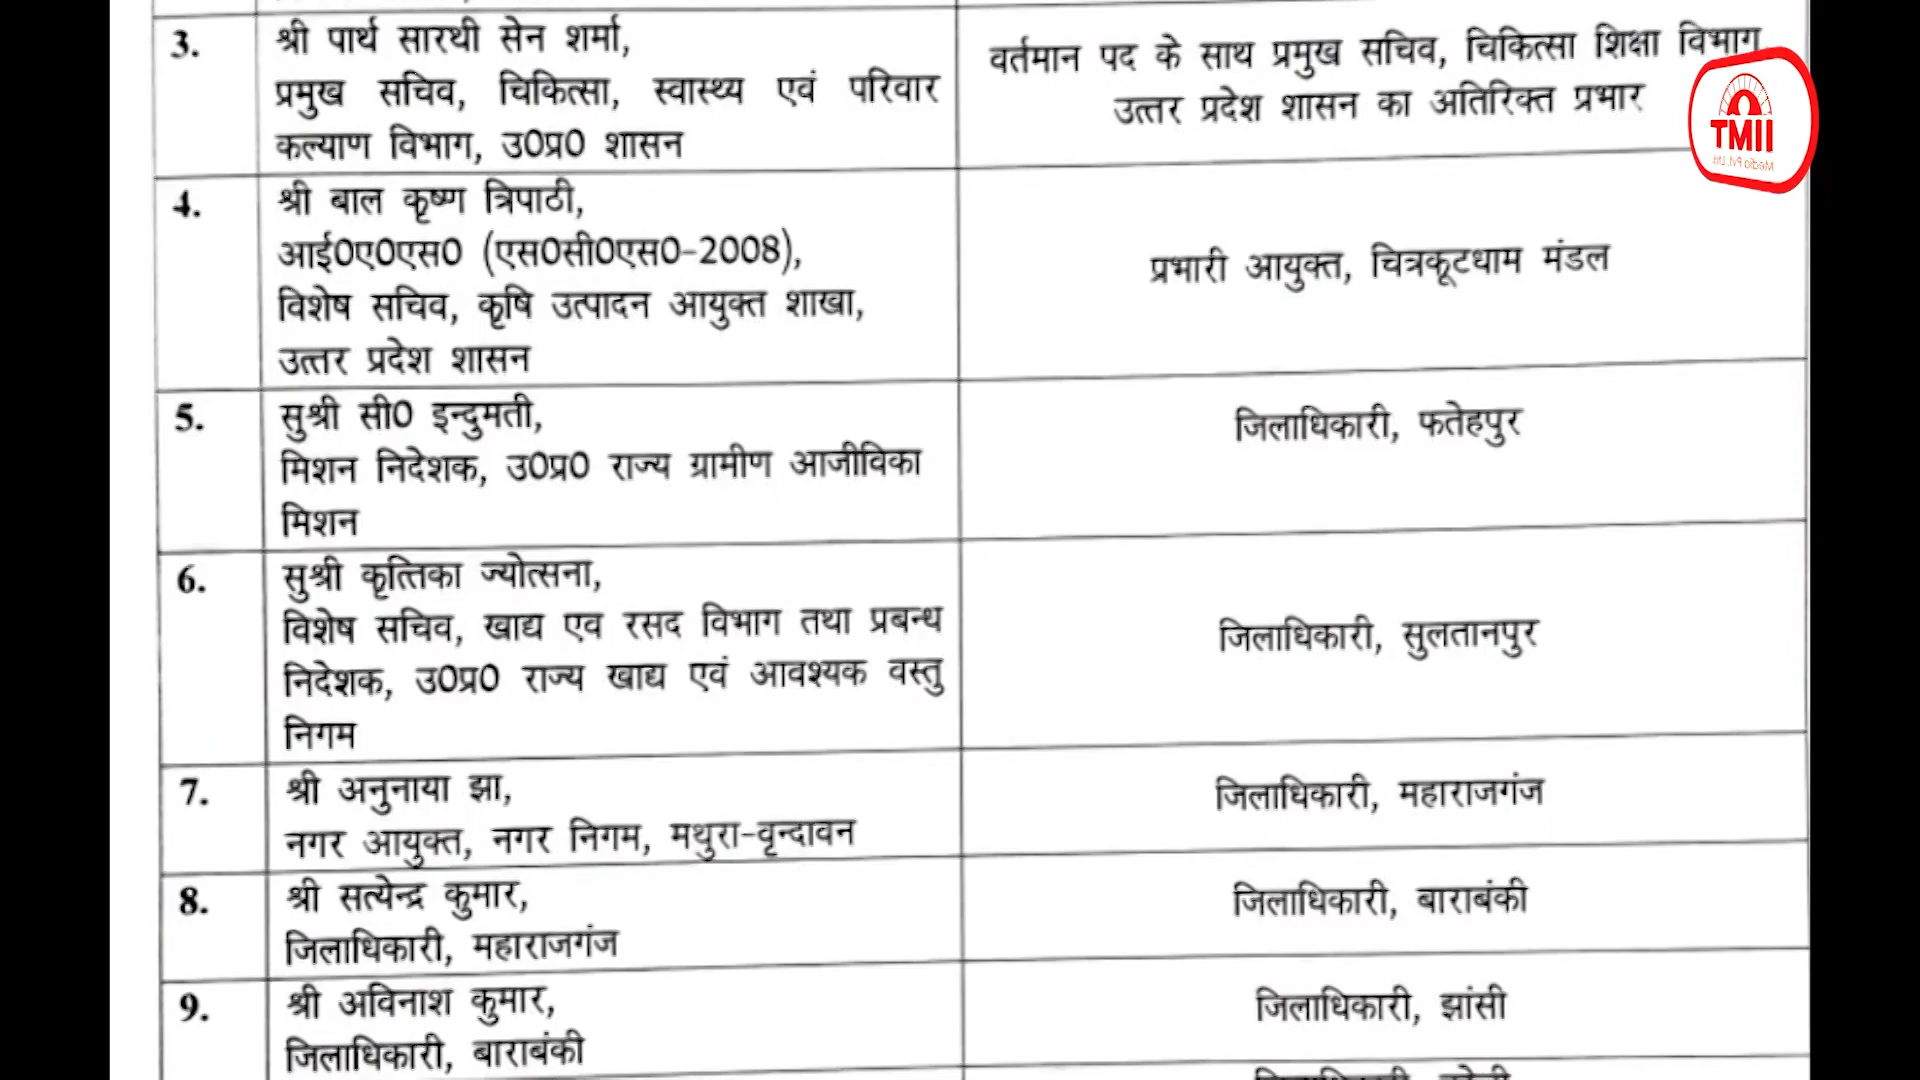 3.
श्री पार्थ सारथी सेन शर्मा,
प्रमुख सचिव, चिकित्सा, स्वास्थ्य एवं परिवार
कल्याण विभाग, उ0प्र0 शासन
वर्तमान पद के साथ प्रमुख सचिव, चिकित्सा शिक्षा विभाग
उत्तर प्रदेश शासन का अतिरिक्त प्रभार
4.
श्री बाल कृष्ण त्रिपाठी,
आई0ए0एस0 (एस0सी0एस0-2008),
विशेष सचिव, कृषि उत्पादन आयुक्त शाखा,
उत्तर प्रदेश शासन
प्रभारी आयुक्त, चित्रकूटधाम मंडल
5.
सुश्री सी0 इन्दुमती,
मिशन निदेशक, उ0प्र0 राज्य ग्रामीण आजीविका
मिशन
जिलाधिकारी, फतेहपुर
6.
सुश्री कृत्तिका ज्योत्सना,
विशेष सचिव, खाद्य एव रसद विभाग तथा प्रबन्ध
निदेशक, उ0प्र0 राज्य खाद्य एवं आवश्यक वस्तु
निगम
जिलाधिकारी, सुलतानपुर
7.
श्री अनुनाया झा,
नगर आयुक्त, नगर निगम, मथुरा-वृन्दावन
जिलाधिकारी, महाराजगंज
8.
श्री सत्येन्द्र कुमार,
जिलाधिकारी, महाराजगंज
जिलाधिकारी, बाराबंकी
9.
श्री अविनाश कुमार,
जिलाधिकारी, बाराबंकी
जिलाधिकारी, झांसी
TMII
Media Pvt. Ltd